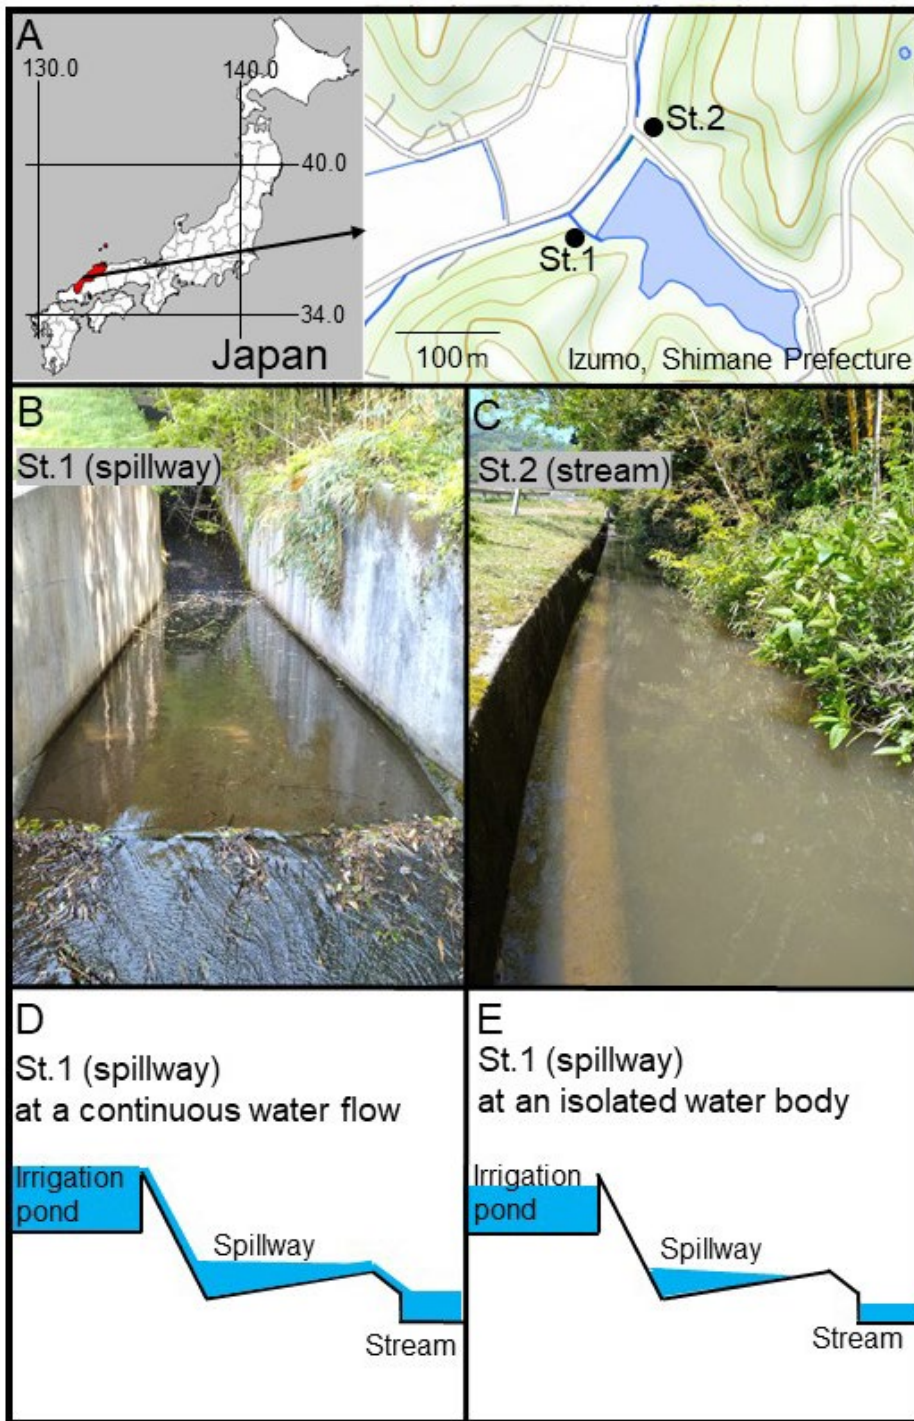 A
130.0
140.0
40.0
34.0
Japan
St.2
St.1
100m
Izumo, Shimane Prefecture
B
St.1 (spillway)
C
St.2 (stream)
D
St.1 (spillway)
at a continuous water flow
Irrigation
pond
Spillway
Stream
E
St.1 (spillway)
at an isolated water body
Irrigation
pond
Spillway
Stream